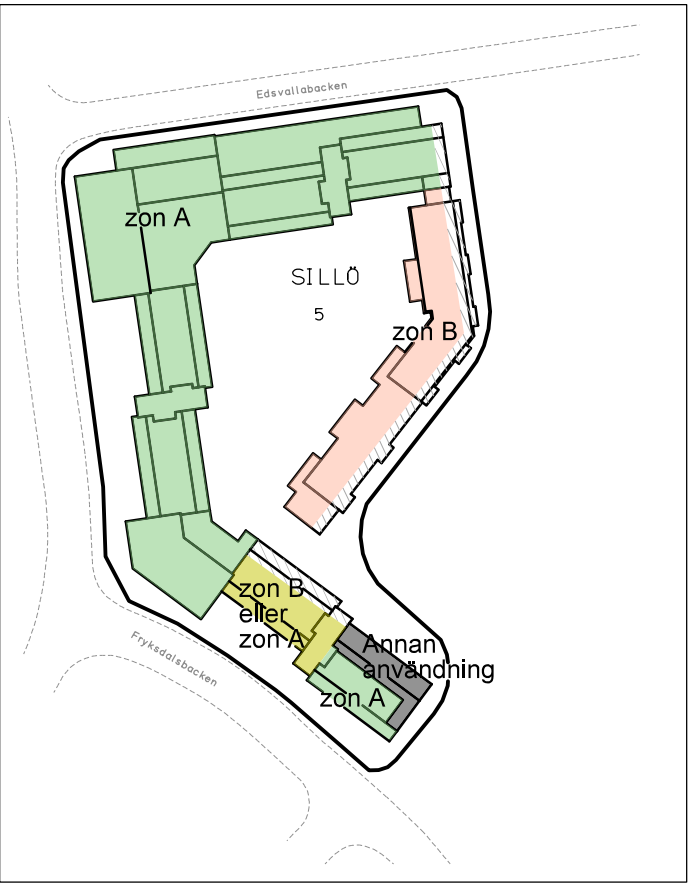 Edsvallabacken
zon A
SILLÖ
5
zon B
zon B
eller
zon A
Annan
användning
zon A
Fryksdalsbacken